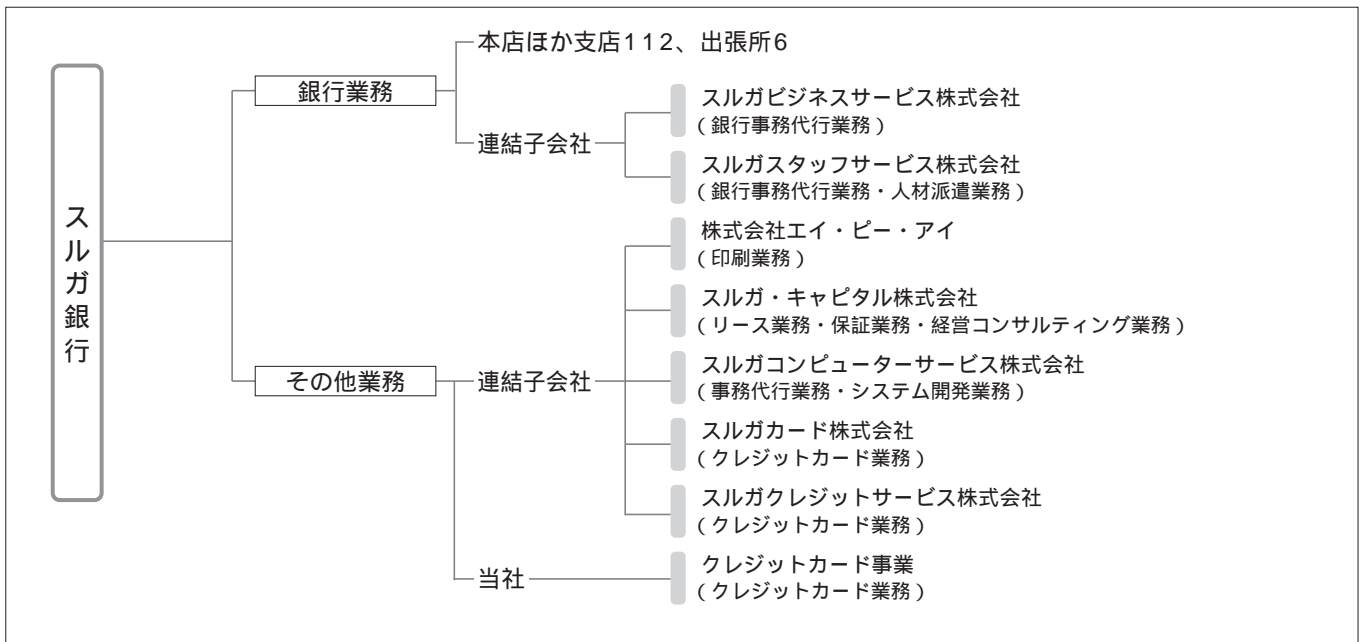 スルガ銀行
銀行業務
本店ほか支店112、出張所6
連結子会社
スルガビジネスサービス株式会社
(銀行事務代行業務)
スルガスタッフサービス株式会社
(銀行事務代行業務・人材派遣業務)
その他業務
連結子会社
株式会社エイ・ピー・アイ
(印刷業務)
スルガ・キャピタル株式会社
(リース業務・保証業務・経営コンサルティング業務)
スルガコンピューターサービス株式会社
(事務代行業務・システム開発業務)
スルガカード株式会社
(クレジットカード業務)
スルガクレジットサービス株式会社
(クレジットカード業務)
当社
クレジットカード事業
(クレジットカード業務)